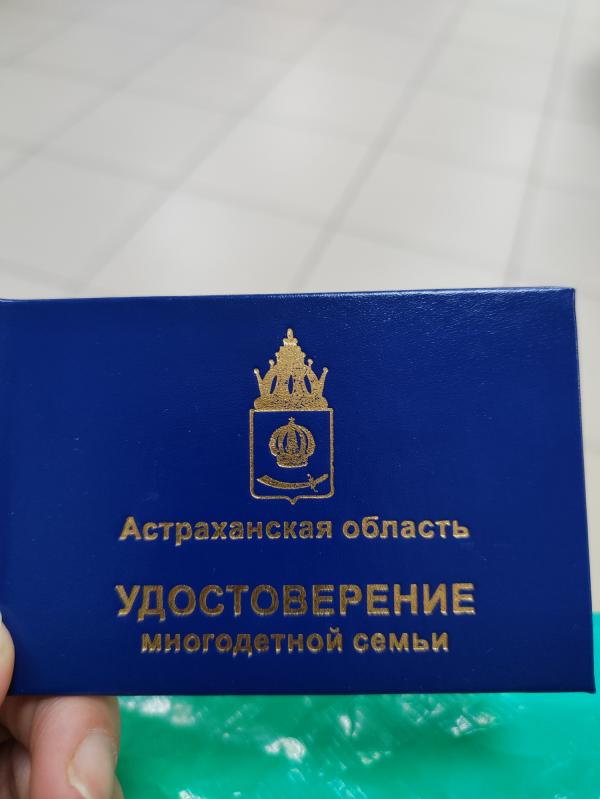 Астраханская область
УДОСТОВЕРЕНИЕ
многодетной семьи